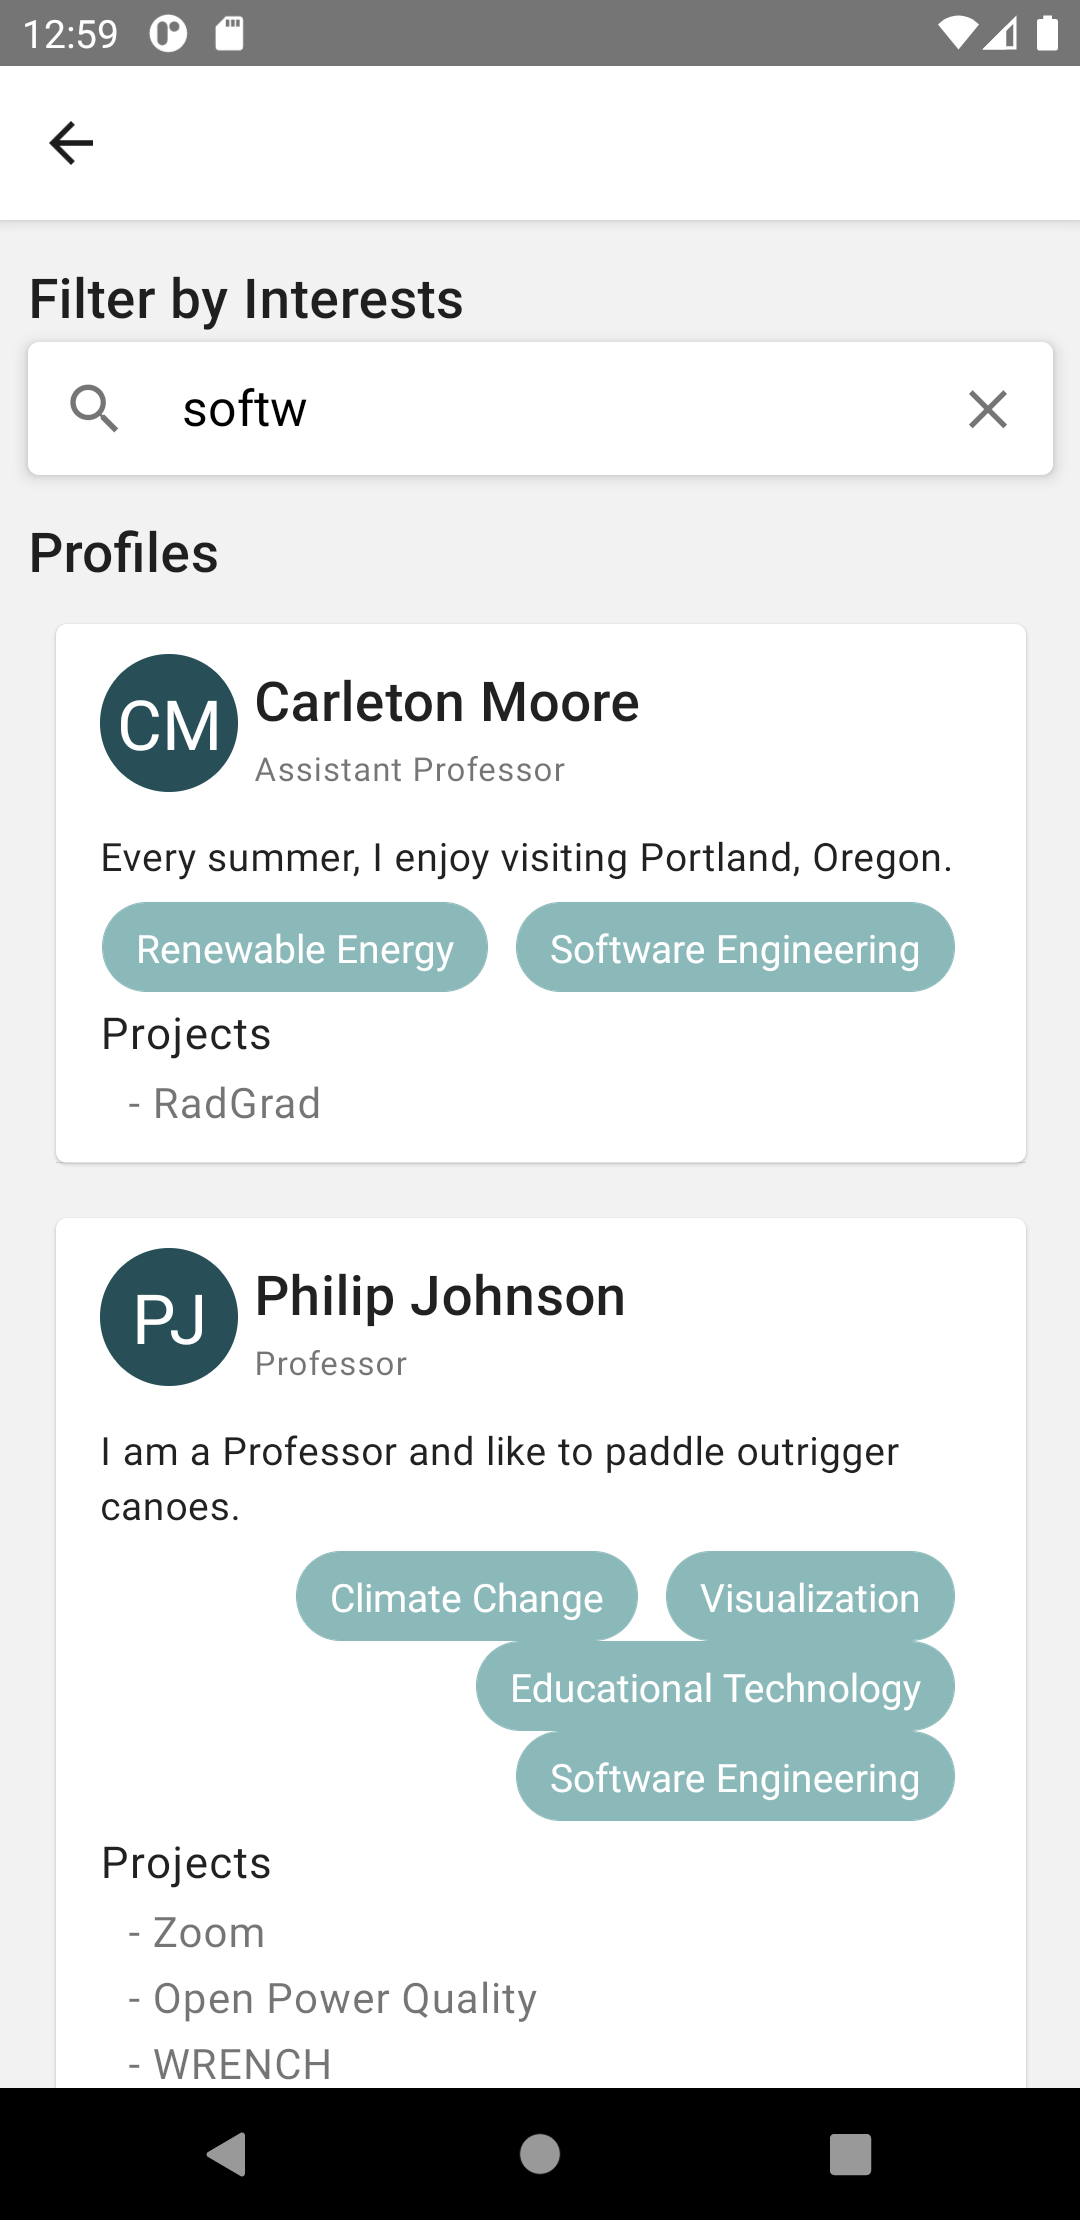 12:59
Filter by Interests
softw
Profiles
CM
Carleton Moore
Assistant Professor
Every summer, I enjoy visiting Portland, Oregon.
Renewable Energy
Software Engineering
Projects
- RadGrad
PJ
Philip Johnson
Professor
I am a Professor and like to paddle outrigger
canoes.
Climate Change
Visualization
Educational Technology
Software Engineering
Projects
- Zoom
- Open Power Quality
- WRENCH